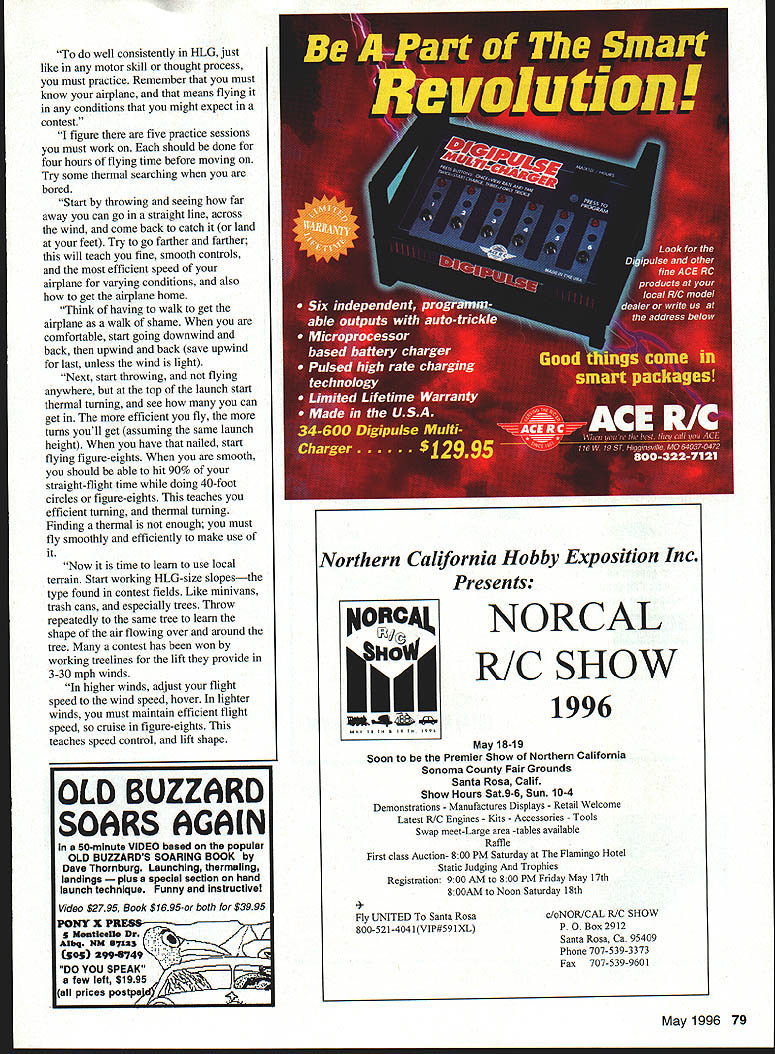 “To do well consistently in HLG, just
like in any motor skill or thought process,
you must practice. Remember that you must
know your airplane, and that means flying it
in any conditions that you might expect in a
contest.”
“I figure there are five practice sessions
you must work on. Each should be done for
four hours of flying time before moving on.
Try some thermal searching when you are
bored.
“Start by throwing and seeing how far
away you can go in a straight line, across
the wind, and come back to catch it (or land
at your feet). Try to go farther and farther;
this will teach you fine, smooth controls,
and the most efficient speed of your
airplane for varying conditions, and also
how to get the airplane home.
“Think of having to walk to get the
airplane as a walk of shame. When you are
comfortable, start going downwind and
back, then upwind and back (save upwind
for last, unless the wind is light).
“Next, start throwing, and not flying
anywhere, but at the top of the launch start
thermal turning, and see how many you can
get in. The more efficient you fly, the more
turns you’ll get (assuming the same launch
height). When you have that nailed, start
flying figure-eights. When you are smooth,
you should be able to hit 90% of your
straight-flight time while doing 40-foot
circles or figure-eights. This teaches you
efficient turning, and thermal turning.
Finding a thermal is not enough; you must
fly smoothly and efficiently to make use of
it.
“Now it is time to learn to use local
terrain. Start working HLG-size slopes—the
type found in contest fields. Like minivans,
trash cans, and especially trees. Throw
repeatedly to the same tree to learn the
shape of the air flowing over and around the
tree. Many a contest has been won by
working treelines for the lift they provide in
3-30 mph winds.
“In higher winds, adjust your flight
speed to the wind speed, hover. In lighter
winds, you must maintain efficient flight
speed, so cruise in figure-eights. This
teaches speed control, and lift shape.
OLD BUZZARD
SOARS AGAIN
in a 50-minute VIDEO based on the popular
OLD BUZZARD'S SOARING BOOK by
Dave Thornburg. Launching, thermaling,
landings — plus a special section on hand
launch technique. Funny and instructive!
Video $27.95, Book $16.95-or both for $39.95
PONY X PRESS
5 Monticello Dr.
Albq. NM 87123
(505) 299-8749
"DO YOU SPEAK"
a few left, $19.95
(all prices postpaid)
Be A Part of The Smart
Revolution!
DIGIPULSE
MULTI-CHARGER
PRESS TO
PROGRAM
1
2
3
4
5
6
MADE IN THE USA
DIGIPULSE
LIMITED
WARRANTY
LIFETIME
Look for the
Digipulse and other
fine ACE RC
products at your
local R/C model
dealer or write us at
the address below
• Six independent, programm-
able outputs with auto-trickle
• Microprocessor
based battery charger
• Pulsed high rate charging
technology
• Limited Lifetime Warranty
• Made in the U.S.A.
34-600 Digipulse Multi-
Charger . . . . . . $129.95
Good things come in
smart packages!
ACE R C
ACE R/C
When you're the best, they call you ACE
116 W. 19 ST, Higginsville, MO 64037-0472
800-322-7121
Northern California Hobby Exposition Inc.
Presents:
NORCAL
R/C
SHOW
MAY 18 TH & 19 TH, 1996
NORCAL
R/C SHOW
1996
May 18-19
Soon to be the Premier Show of Northern California
Sonoma County Fair Grounds
Santa Rosa, Calif.
Show Hours Sat.9-6, Sun. 10-4
Demonstrations - Manufactures Displays - Retail Welcome
Latest R/C Engines - Kits - Accessories - Tools
Swap meet-Large area -tables available
Raffle
First class Auction- 8:00 PM Saturday at The Flamingo Hotel
Static Judging And Trophies
Registration: 9:00 AM to 8:00 PM Friday May 17th
8:00AM to Noon Saturday 18th
Fly UNITED To Santa Rosa
800-521-4041(VIP#591XL)
c/oNOR/CAL R/C SHOW
P. O. Box 2912
Santa Rosa, Ca. 95409
Phone 707-539-3373
Fax 707-539-9601
May 1996 79